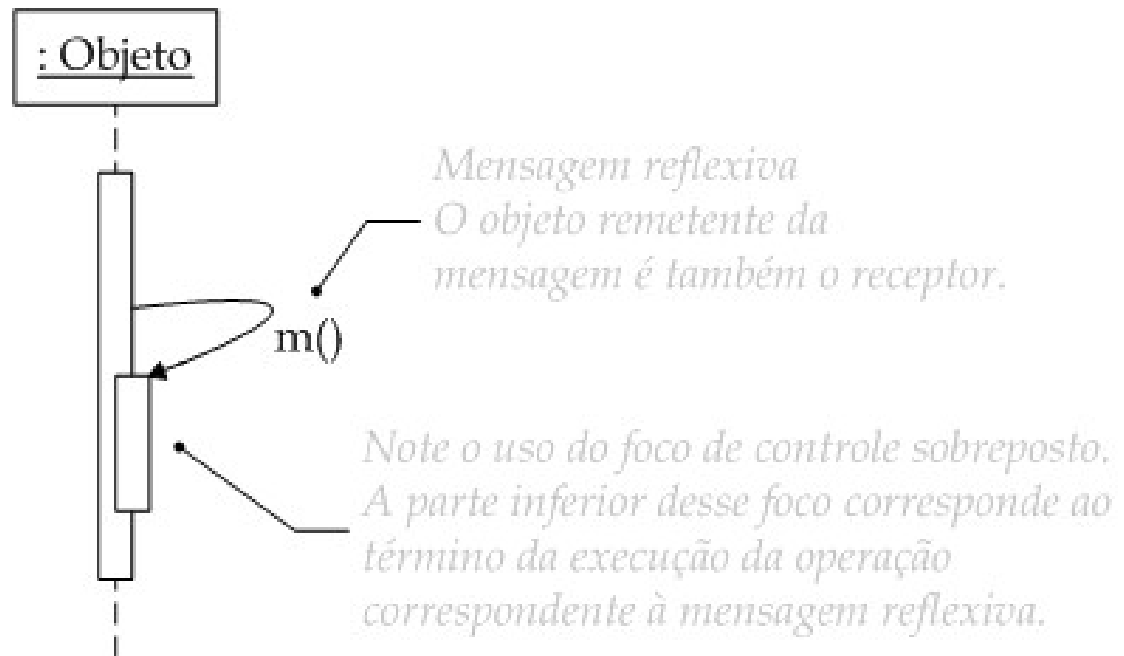 : Objeto
Mensagem reflexiva
O objeto remetente da
mensagem é também o receptor.
m()
Note o uso do foco de controle sobreposto.
A parte inferior desse foco corresponde ao
término da execução da operação
correspondente à mensagem reflexiva.